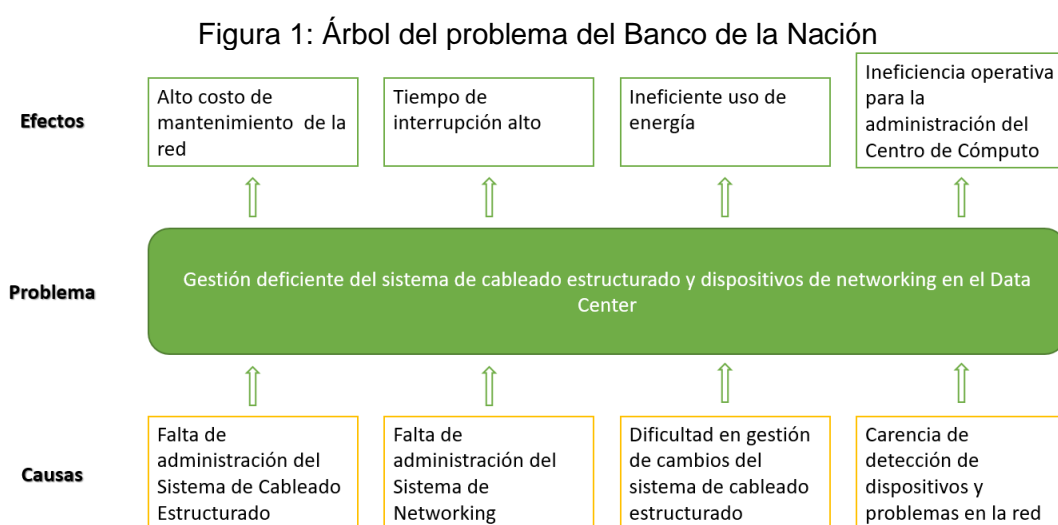 Figura 1: Árbol del problema del Banco de la Nación
Efectos
Alto costo de
mantenimiento de la
red
Tiempo de
interrupción alto
Ineficiente uso de
energía
Ineficiencia operativa
para la
administración del
Centro de Cómputo
Problema
Gestión deficiente del sistema de cableado estructurado y dispositivos de networking en el Data
Center
Causas
Falta de
administración del
Sistema de Cableado
Estructurado
Falta de
administración del
Sistema de
Networking
Dificultad en gestión
de cambios del
sistema de cableado
estructurado
Carencia de
detección de
dispositivos y
problemas en la red